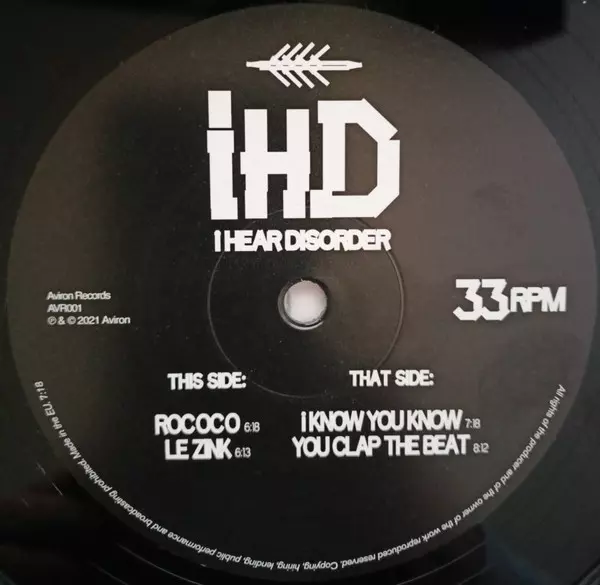 iHD
i HEAR DISORDER
Aviron Records
AVR001
℗ & © 2021 Aviron
33RPM
THIS SIDE:
ROCOCO 6:18
LE ZINK 6:13
THAT SIDE:
i KNOW YOU KNOW 7:18
YOU CLAP THE BEAT 8:12
All rights of the producer and of the owner of the work reproduced reserved. Copying, hiring, lending, public performance and broadcasting prohibited. Made in the EU. 7:18